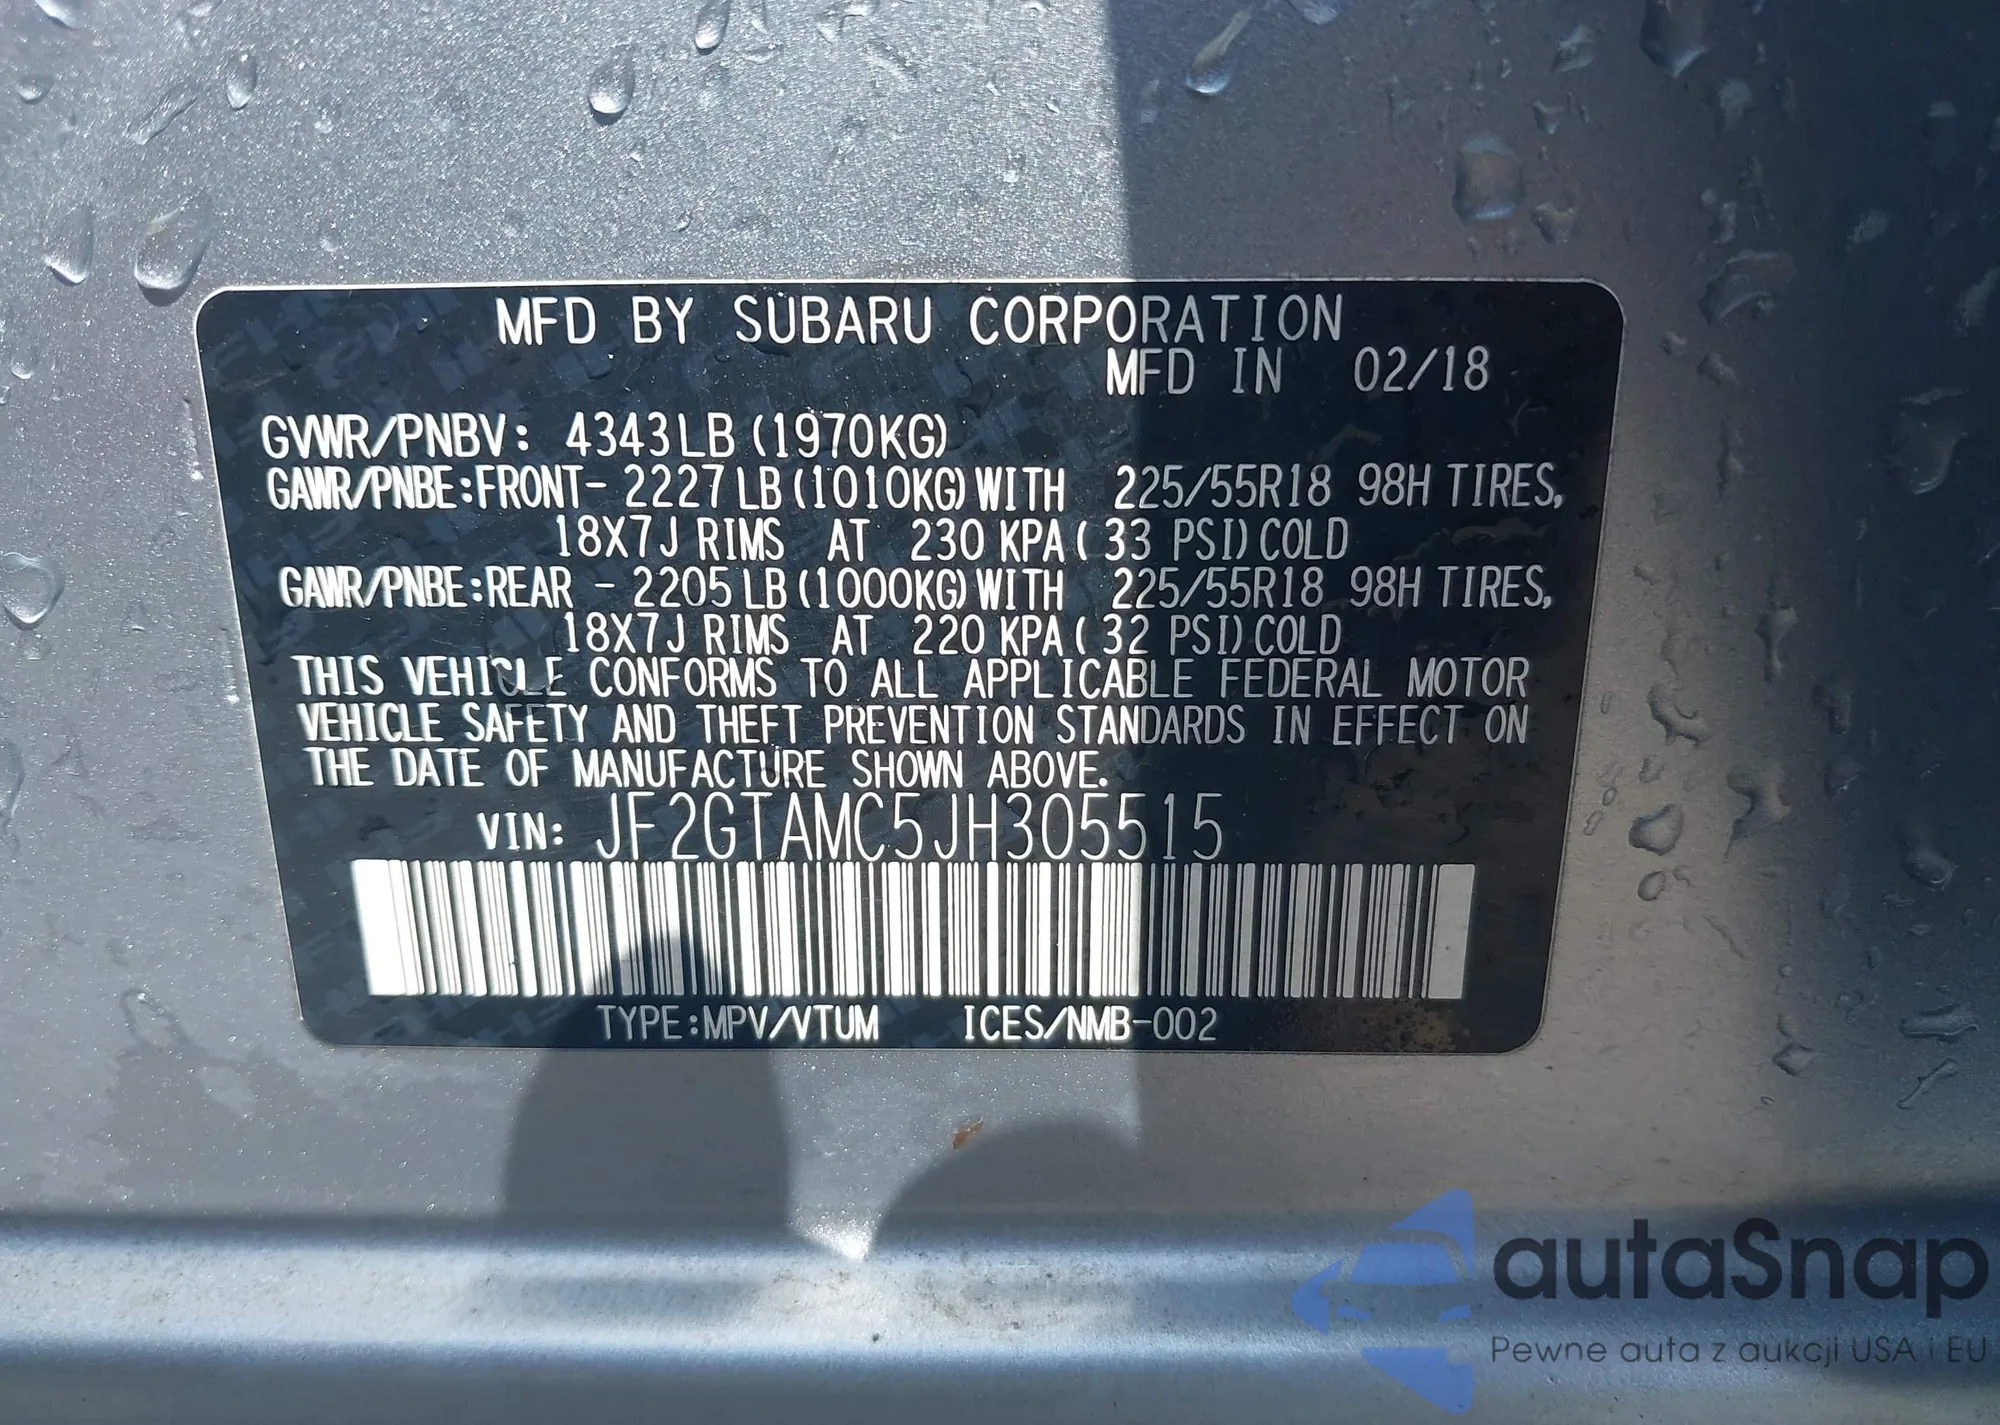 MFD BY SUBARU CORPORATION
MFD IN 02/18
GVWR/PNBV: 4343LB(1970KG)
GAWR/PNBE:FRONT- 2227LB(1010KG)WITH 225/55R18 98H TIRES,
18X7J RIMS AT 230 KPA( 33 PSI)COLD
GAWR/PNBE:REAR - 2205LB(1000KG)WITH 225/55R18 98H TIRES,
18X7J RIMS AT 220 KPA( 32 PSI)COLD
THIS VEHICLE CONFORMS TO ALL APPLICABLE FEDERAL MOTOR
VEHICLE SAFETY AND THEFT PREVENTION STANDARDS IN EFFECT ON
THE DATE OF MANUFACTURE SHOWN ABOVE.
VIN: JF2GTAMC5JH305515
TYPE:MPV/VTUM ICES/NMB-002
autaSnap
Pewne auta z aukcji USA i EU